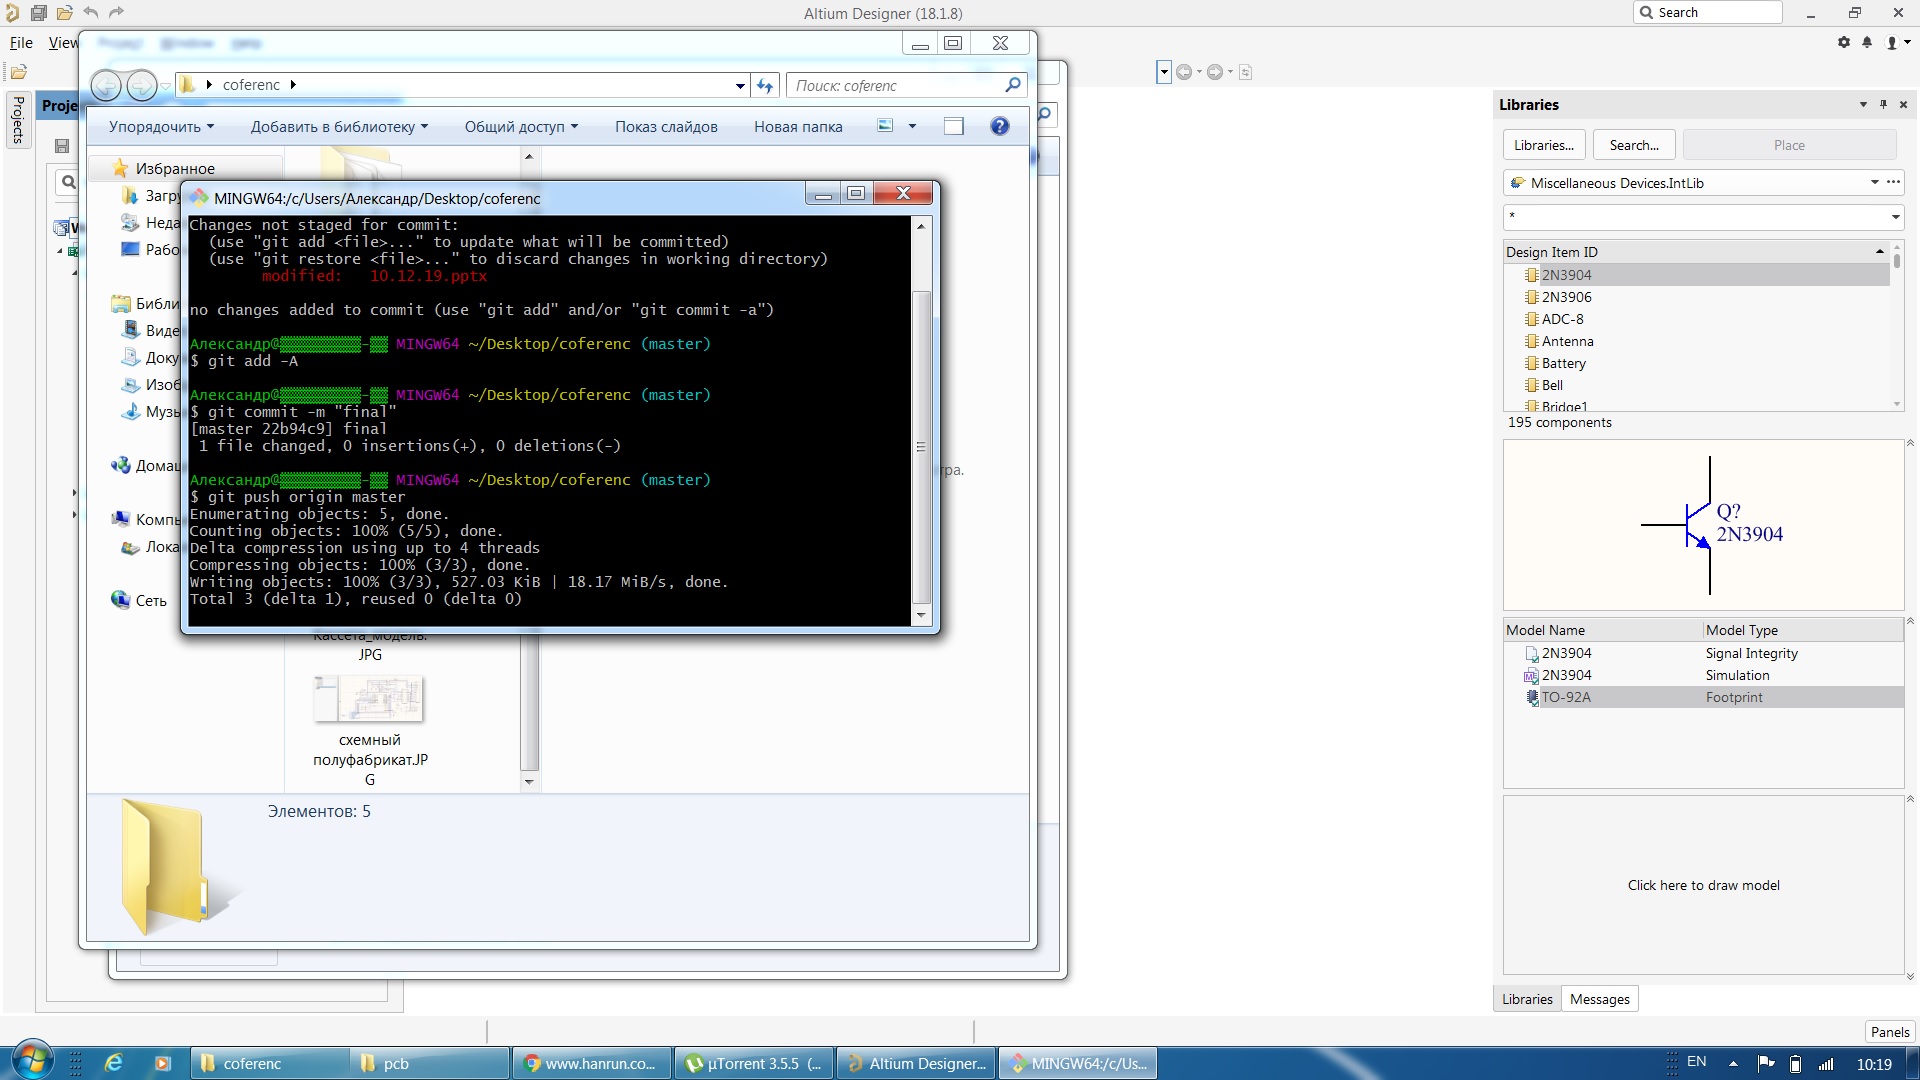 Altium Designer (18.1.8)
Search
File
View
Project Window Help
coferenc
Поиск: coferenc
Projects
Proje
Упорядочить
Добавить в библиотеку
Общий доступ
Показ слайдов
Новая папка
Избранное
Загру
Неда
Рабо
Библи
Виде
Доку
Изоб
Музы
Домаш
Компь
Лока
Сеть
MINGW64:/c/Users/Александр/Desktop/coferenc
Changes not staged for commit:
(use "git add <file>..." to update what will be committed)
(use "git restore <file>..." to discard changes in working directory)
modified: 10.12.19.pptx
no changes added to commit (use "git add" and/or "git commit -a")
Александр@▒▒▒▒▒▒▒▒▒-▒▒ MINGW64 ~/Desktop/coferenc (master)
$ git add -A
Александр@▒▒▒▒▒▒▒▒▒-▒▒ MINGW64 ~/Desktop/coferenc (master)
$ git commit -m "final"
[master 22b94c9] final
1 file changed, 0 insertions(+), 0 deletions(-)
Александр@▒▒▒▒▒▒▒▒▒-▒▒ MINGW64 ~/Desktop/coferenc (master)
$ git push origin master
Enumerating objects: 5, done.
Counting objects: 100% (5/5), done.
Delta compression using up to 4 threads
Compressing objects: 100% (3/3), done.
Writing objects: 100% (3/3), 527.03 KiB | 18.17 MiB/s, done.
Total 3 (delta 1), reused 0 (delta 0)
тра.
Кассета_модель.
JPG
схемный
полуфабрикат.JP
G
Элементов: 5
Libraries
Libraries...
Search...
Place
Miscellaneous Devices.IntLib
*
Design Item ID
2N3904
2N3906
ADC-8
Antenna
Battery
Bell
Bridge1
195 components
Q?
2N3904
Model Name
Model Type
2N3904
Signal Integrity
2N3904
Simulation
TO-92A
Footprint
Click here to draw model
Libraries
Messages
Panels
coferenc
pcb
www.hanrun.co...
µTorrent 3.5.5 (...
Altium Designer...
MINGW64:/c/Us...
EN
10:19